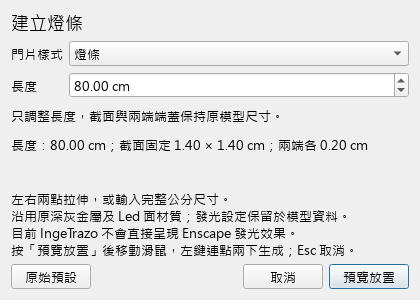 建立燈條
門片樣式 燈條
長度 80.00 cm
只調整長度，截面與兩端端蓋保持原模型尺寸。
長度：80.00 cm；截面固定 1.40 × 1.40 cm；兩端各 0.20 cm
左右兩點拉伸，或輸入完整公分尺寸。
沿用原深灰金屬及 Led 面材質；發光設定保留於模型資料。
目前 IngeTrazo 不會直接呈現 Enscape 發光效果。
按「預覽放置」後移動滑鼠，左鍵連點兩下生成；Esc 取消。
原始預設 取消 預覽放置